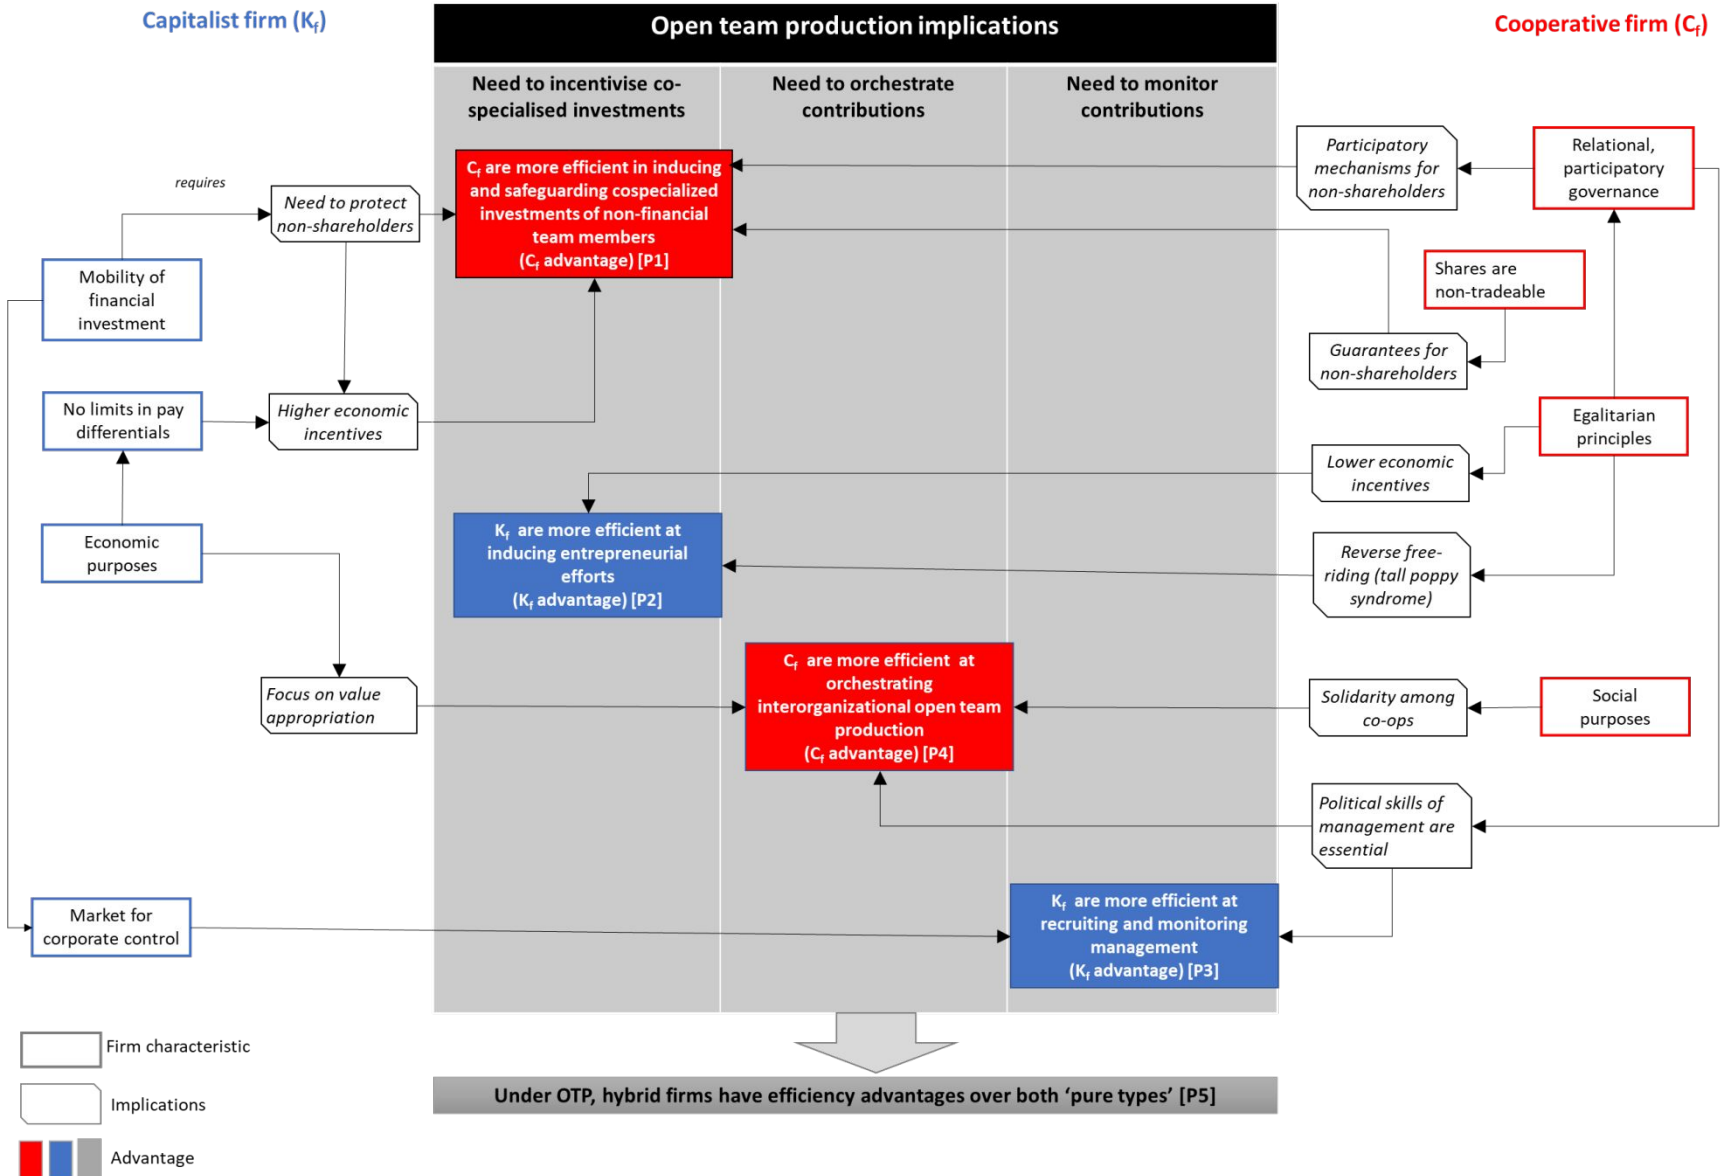 Capitalist firm (Kf)
Open team production implications
Cooperative firm (Cf)
Need to incentivise co-
specialised investments
Need to orchestrate
contributions
Need to monitor
contributions
requires
Need to protect
non-shareholders
Cf are more efficient in inducing
and safeguarding cospecialized
investments of non-financial
team members
(Cf advantage) [P1]
Participatory
mechanisms for
non-shareholders
Relational,
participatory
governance
Mobility of
financial
investment
Shares are
non-tradeable
Guarantees for
non-shareholders
No limits in pay
differentials
Higher economic
incentives
Egalitarian
principles
Lower economic
incentives
Economic
purposes
Kf are more efficient at
inducing entrepreneurial
efforts
(Kf advantage) [P2]
Reverse free-
riding (tall poppy
syndrome)
Focus on value
appropriation
Cf are more efficient at
orchestrating
interorganizational open team
production
(Cf advantage) [P4]
Solidarity among
co-ops
Social
purposes
Political skills of
management are
essential
Market for
corporate control
Kf are more efficient at
recruiting and monitoring
management
(Kf advantage) [P3]
Firm characteristic
Implications
Advantage
Under OTP, hybrid firms have efficiency advantages over both ‘pure types’ [P5]